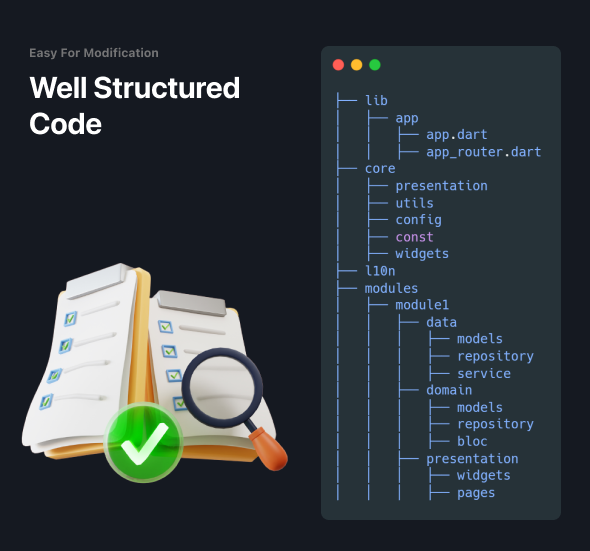 Easy For Modification
Well Structured
Code
├── lib
│   ├── app
│   │   ├── app.dart
│   │   ├── app_router.dart
├── core
│   ├── presentation
│   ├── utils
│   ├── config
│   ├── const
│   ├── widgets
├── l10n
├── modules
│   ├── module1
│   │   │   ├── data
│   │   │   │   ├── models
│   │   │   │   ├── repository
│   │   │   │   ├── service
│   │   │   ├── domain
│   │   │   │   ├── models
│   │   │   │   ├── repository
│   │   │   │   ├── bloc
│   │   │   ├── presentation
│   │   │   │   ├── widgets
│   │   │   │   ├── pages